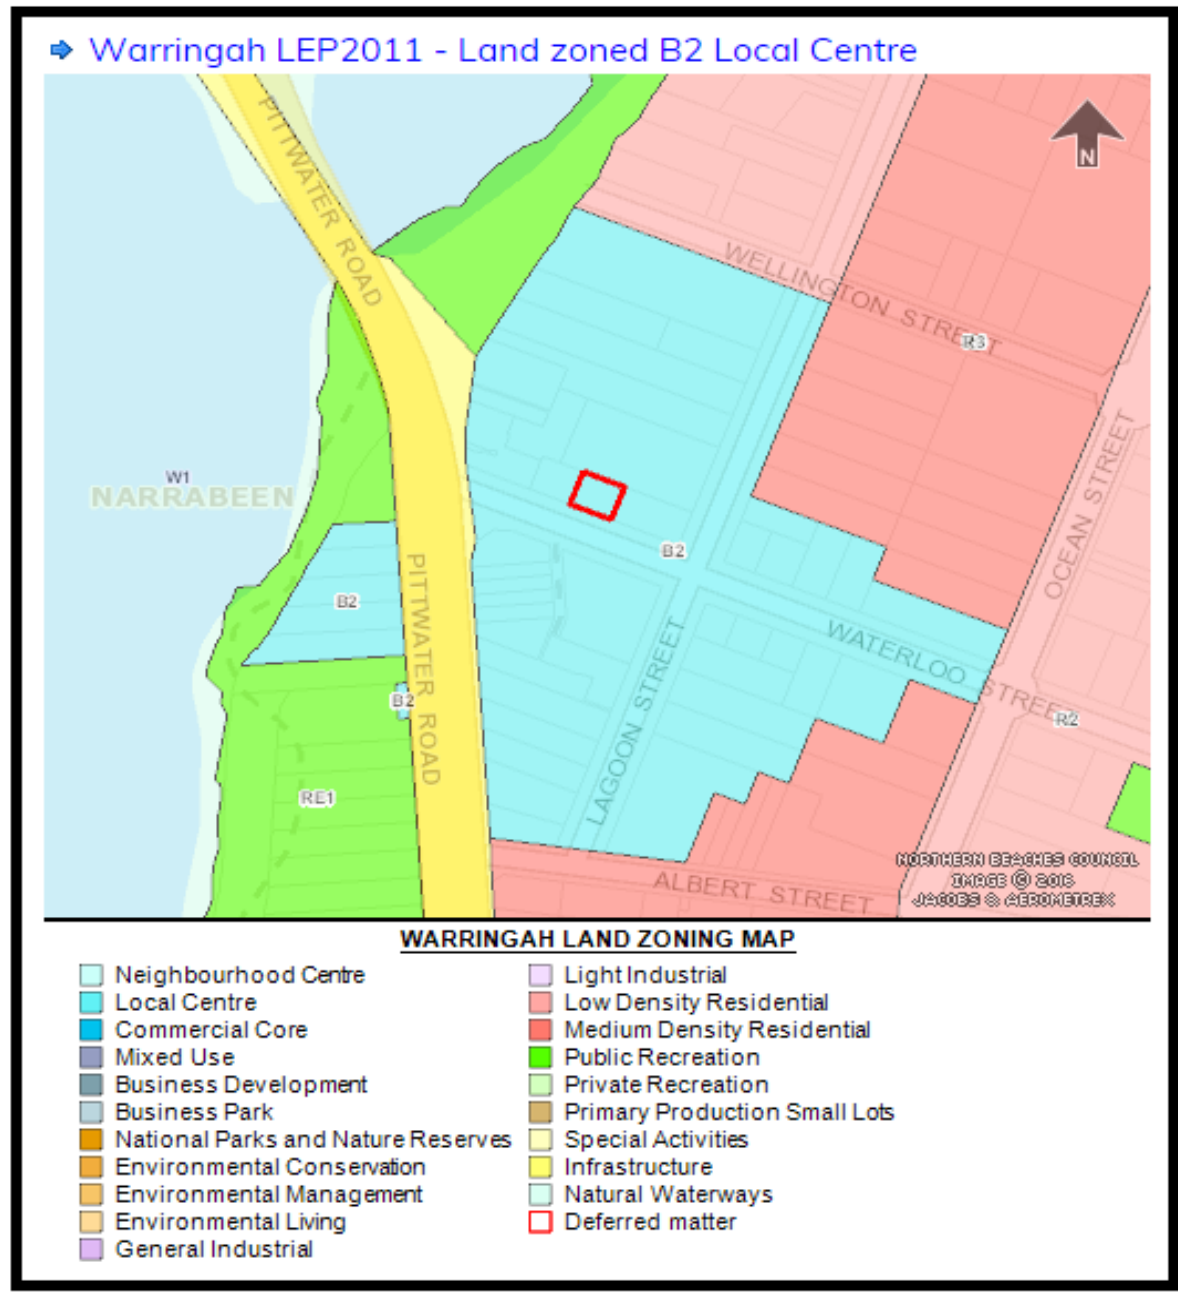 Warringah LEP2011 - Land zoned B2 Local Centre
PITTWATER ROAD
N
WELLINGTON STREET
R3
W1
NARRABEEN
OCEAN STREET
B2
B2
PITTWATER ROAD
WATERLOO STREET
LAGOON STREET
B2
R2
RE1
NORTHERN BEACHES COUNCIL
IMAGE © 2016
JACOBS & AEROMETREX
ALBERT STREET
WARRINGAH LAND ZONING MAP
Neighbourhood Centre
Local Centre
Commercial Core
Mixed Use
Business Development
Business Park
National Parks and Nature Reserves
Environmental Conservation
Environmental Management
Environmental Living
General Industrial
Light Industrial
Low Density Residential
Medium Density Residential
Public Recreation
Private Recreation
Primary Production Small Lots
Special Activities
Infrastructure
Natural Waterways
Deferred matter